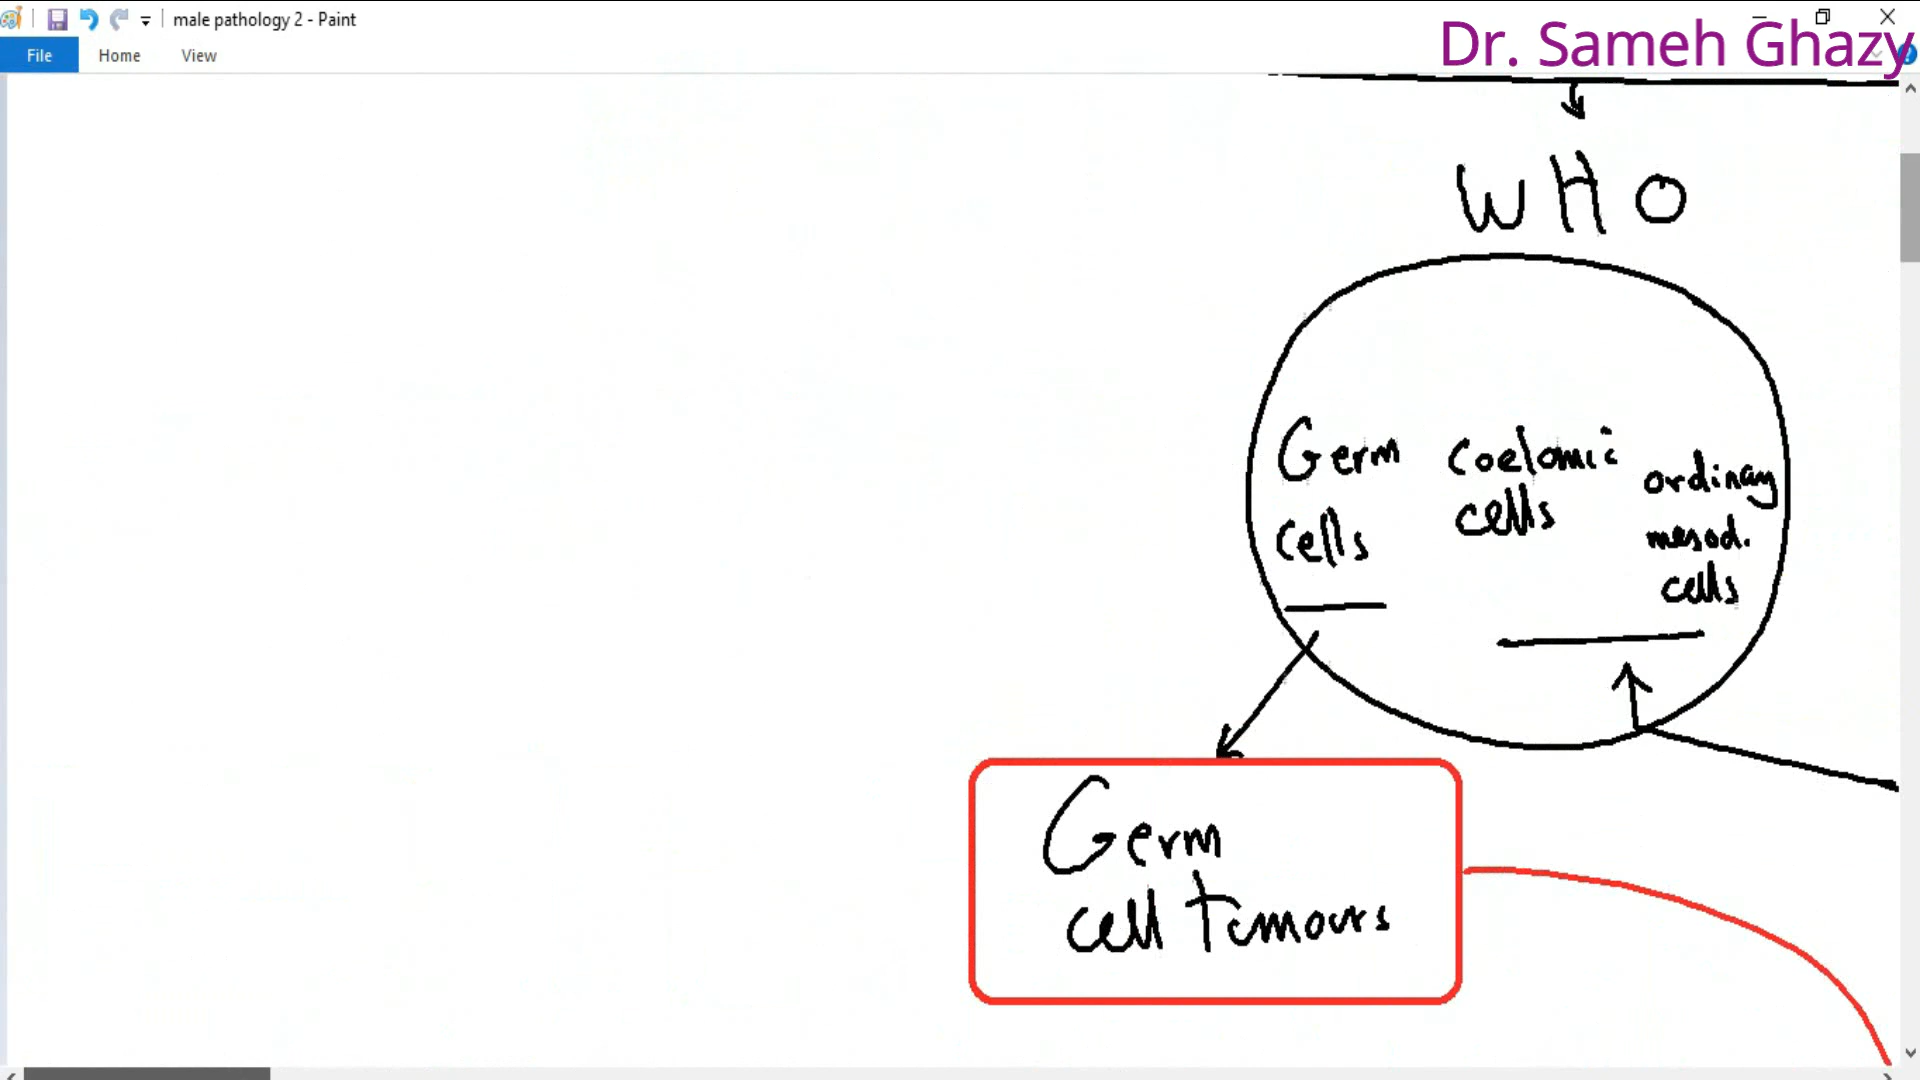 male pathology 2 - Paint
Dr. Sameh Ghazy
File Home View
WHO
Germ
cells
coelomic
cells
ordinary
mesod.
cells
Germ
cell Tumours